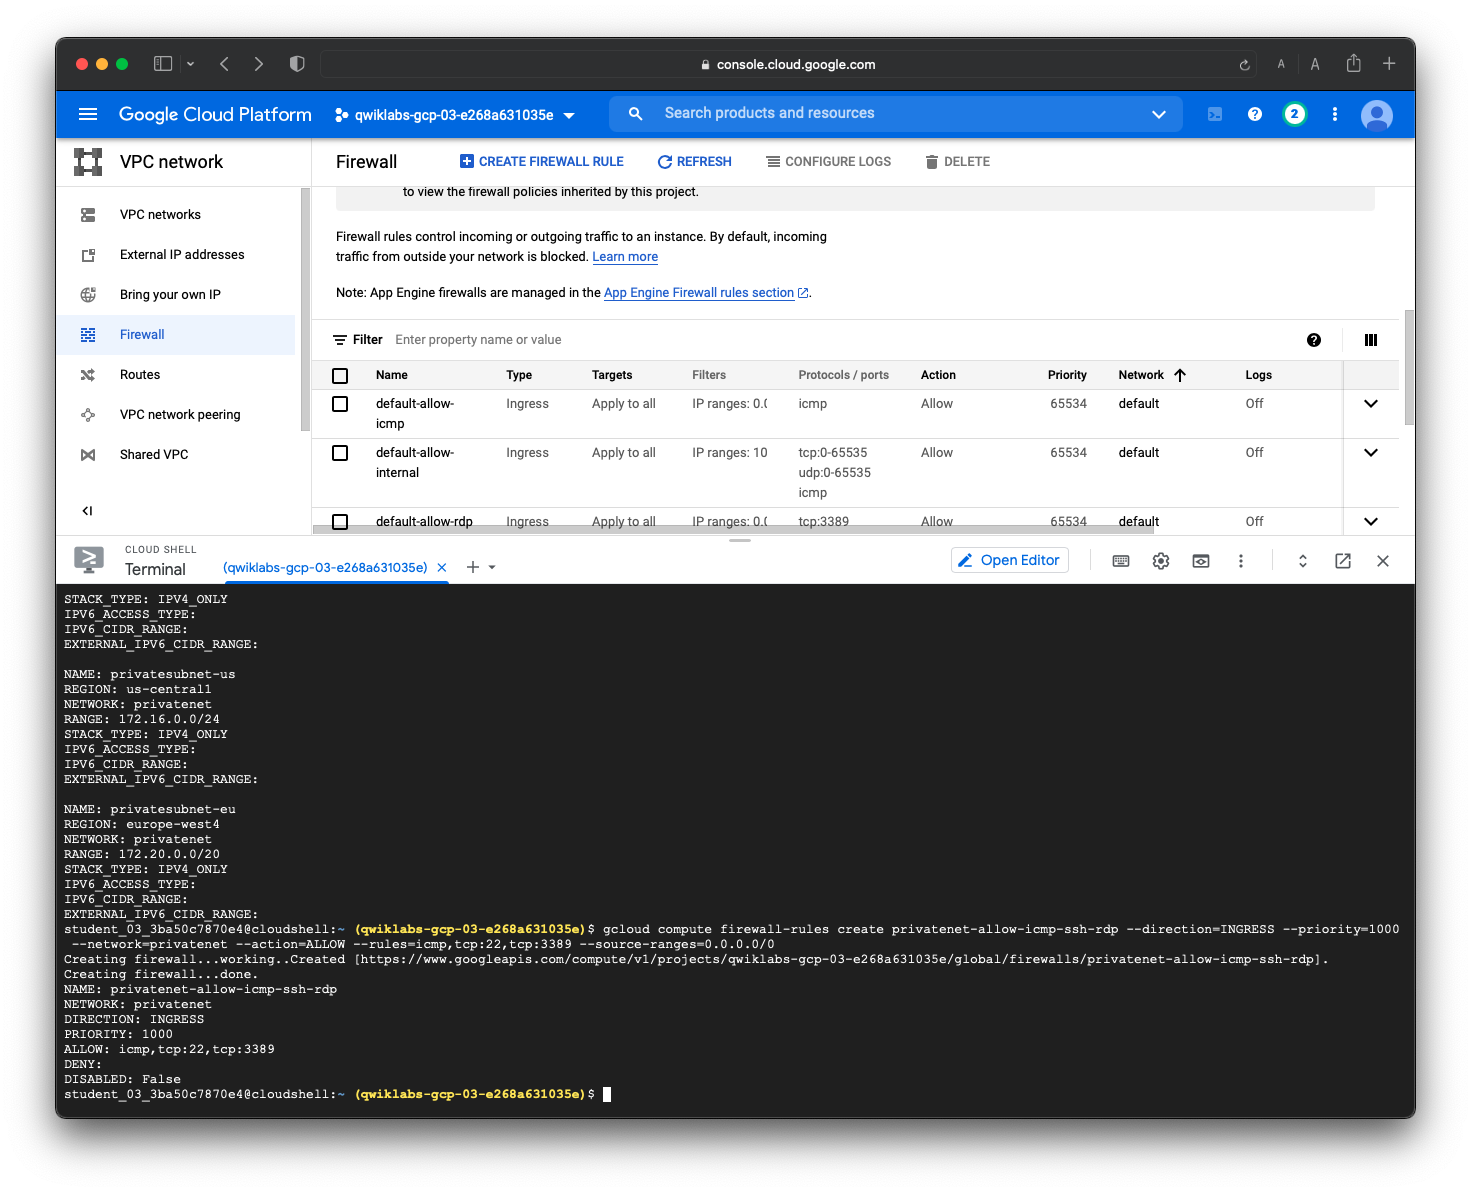 console.cloud.google.com
A A
Google Cloud Platform qwiklabs-gcp-03-e268a631035e Search products and resources 2
VPC network
Firewall CREATE FIREWALL RULE REFRESH CONFIGURE LOGS DELETE
VPC networks
External IP addresses
Bring your own IP
Firewall
Routes
VPC network peering
Shared VPC
to view the firewall policies inherited by this project.
Firewall rules control incoming or outgoing traffic to an instance. By default, incoming
traffic from outside your network is blocked. Learn more
Note: App Engine firewalls are managed in the App Engine Firewall rules section.
Filter Enter property name or value
Name Type Targets Filters Protocols / ports Action Priority Network Logs
default-allow- Ingress Apply to all IP ranges: 0.( icmp Allow 65534 default Off
icmp
default-allow- Ingress Apply to all IP ranges: 10 tcp:0-65535 Allow 65534 default Off
internal udp:0-65535
icmp
default-allow-rdp Ingress Apply to all IP ranges: 0.( tcp:3389 Allow 65534 default Off
CLOUD SHELL
Terminal (qwiklabs-gcp-03-e268a631035e) Open Editor
STACK_TYPE: IPV4_ONLY
IPV6_ACCESS_TYPE:
IPV6_CIDR_RANGE:
EXTERNAL_IPV6_CIDR_RANGE:
NAME: privatesubnet-us
REGION: us-central1
NETWORK: privatenet
RANGE: 172.16.0.0/24
STACK_TYPE: IPV4_ONLY
IPV6_ACCESS_TYPE:
IPV6_CIDR_RANGE:
EXTERNAL_IPV6_CIDR_RANGE:
NAME: privatesubnet-eu
REGION: europe-west4
NETWORK: privatenet
RANGE: 172.20.0.0/20
STACK_TYPE: IPV4_ONLY
IPV6_ACCESS_TYPE:
IPV6_CIDR_RANGE:
EXTERNAL_IPV6_CIDR_RANGE:
student_03_3ba50c7870e4@cloudshell:~ (qwiklabs-gcp-03-e268a631035e)$ gcloud compute firewall-rules create privatenet-allow-icmp-ssh-rdp --direction=INGRESS --priority=1000
--network=privatenet --action=ALLOW --rules=icmp,tcp:22,tcp:3389 --source-ranges=0.0.0.0/0
Creating firewall...working..Created [https://www.googleapis.com/compute/v1/projects/qwiklabs-gcp-03-e268a631035e/global/firewalls/privatenet-allow-icmp-ssh-rdp].
Creating firewall...done.
NAME: privatenet-allow-icmp-ssh-rdp
NETWORK: privatenet
DIRECTION: INGRESS
PRIORITY: 1000
ALLOW: icmp,tcp:22,tcp:3389
DENY:
DISABLED: False
student_03_3ba50c7870e4@cloudshell:~ (qwiklabs-gcp-03-e268a631035e)$